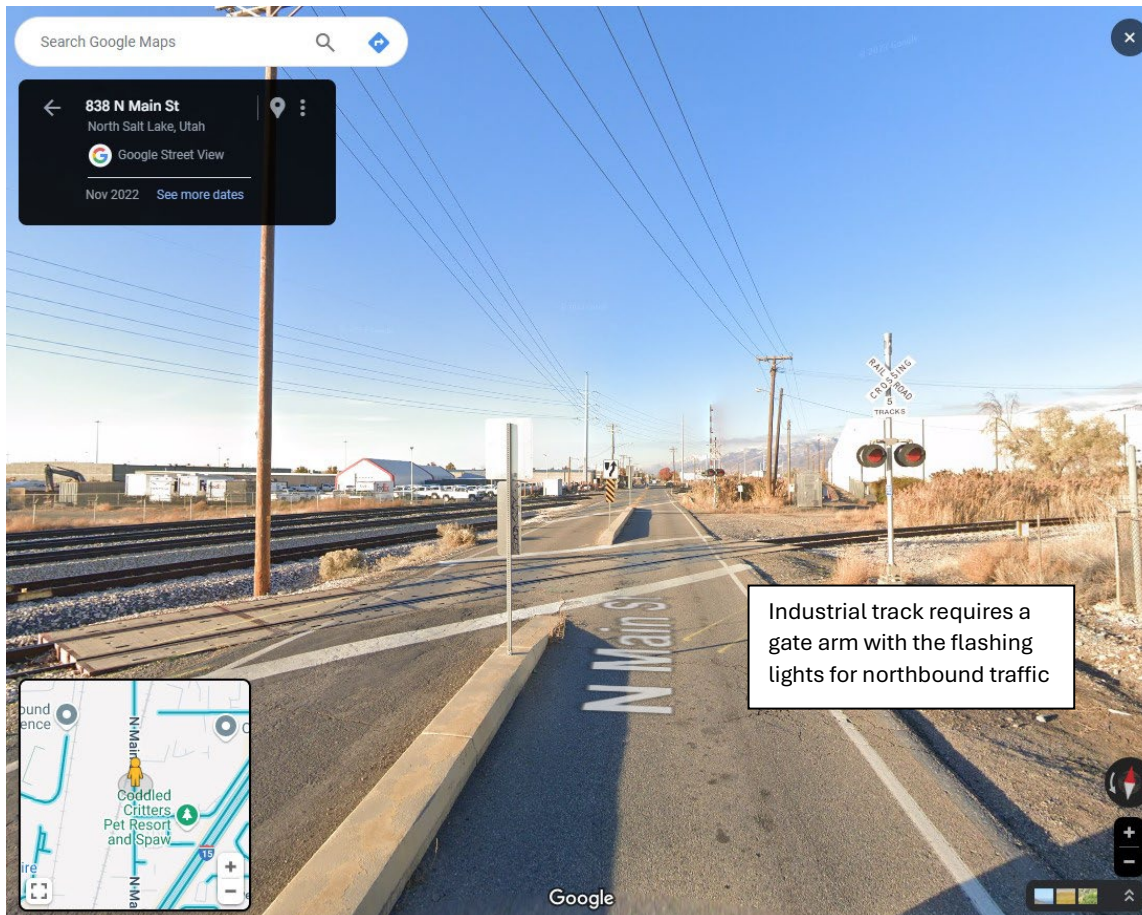 Search Google Maps
838 N Main St
North Salt Lake, Utah
Google Street View
Nov 2022 See more dates
RAIL ROAD
CROSSING
5
TRACKS
Industrial track requires a
gate arm with the flashing
lights for northbound traffic
N Main St
N Main
Coddled
Critters
Pet Resort
and Spaw
15
N Ma
+
−
Google
+
−